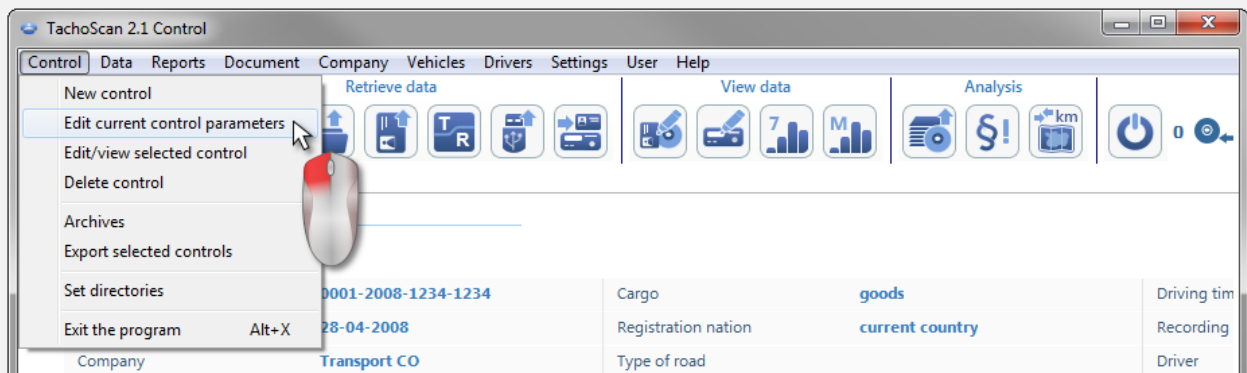 TachoScan 2.1 Control
Control Data Reports Document Company Vehicles Drivers Settings User Help
New control
Edit current control parameters
Edit/view selected control
Delete control
Archives
Export selected controls
Set directories
Exit the program Alt+X
Retrieve data View data Analysis
T R 7 M §! km 0
0001-2008-1234-1234 Cargo goods Driving tim
28-04-2008 Registration nation current country Recording
Company Transport CO Type of road Driver